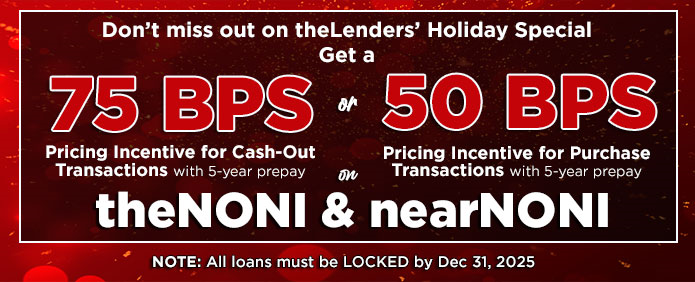 Don't miss out on theLenders' Holiday Special
Get a
75 BPS or 50 BPS
Pricing Incentive for Cash-Out
Transactions with 5-year prepay
on
Pricing Incentive for Purchase
Transactions with 5-year prepay
theNONI & nearNONI
NOTE: All loans must be LOCKED by Dec 31, 2025